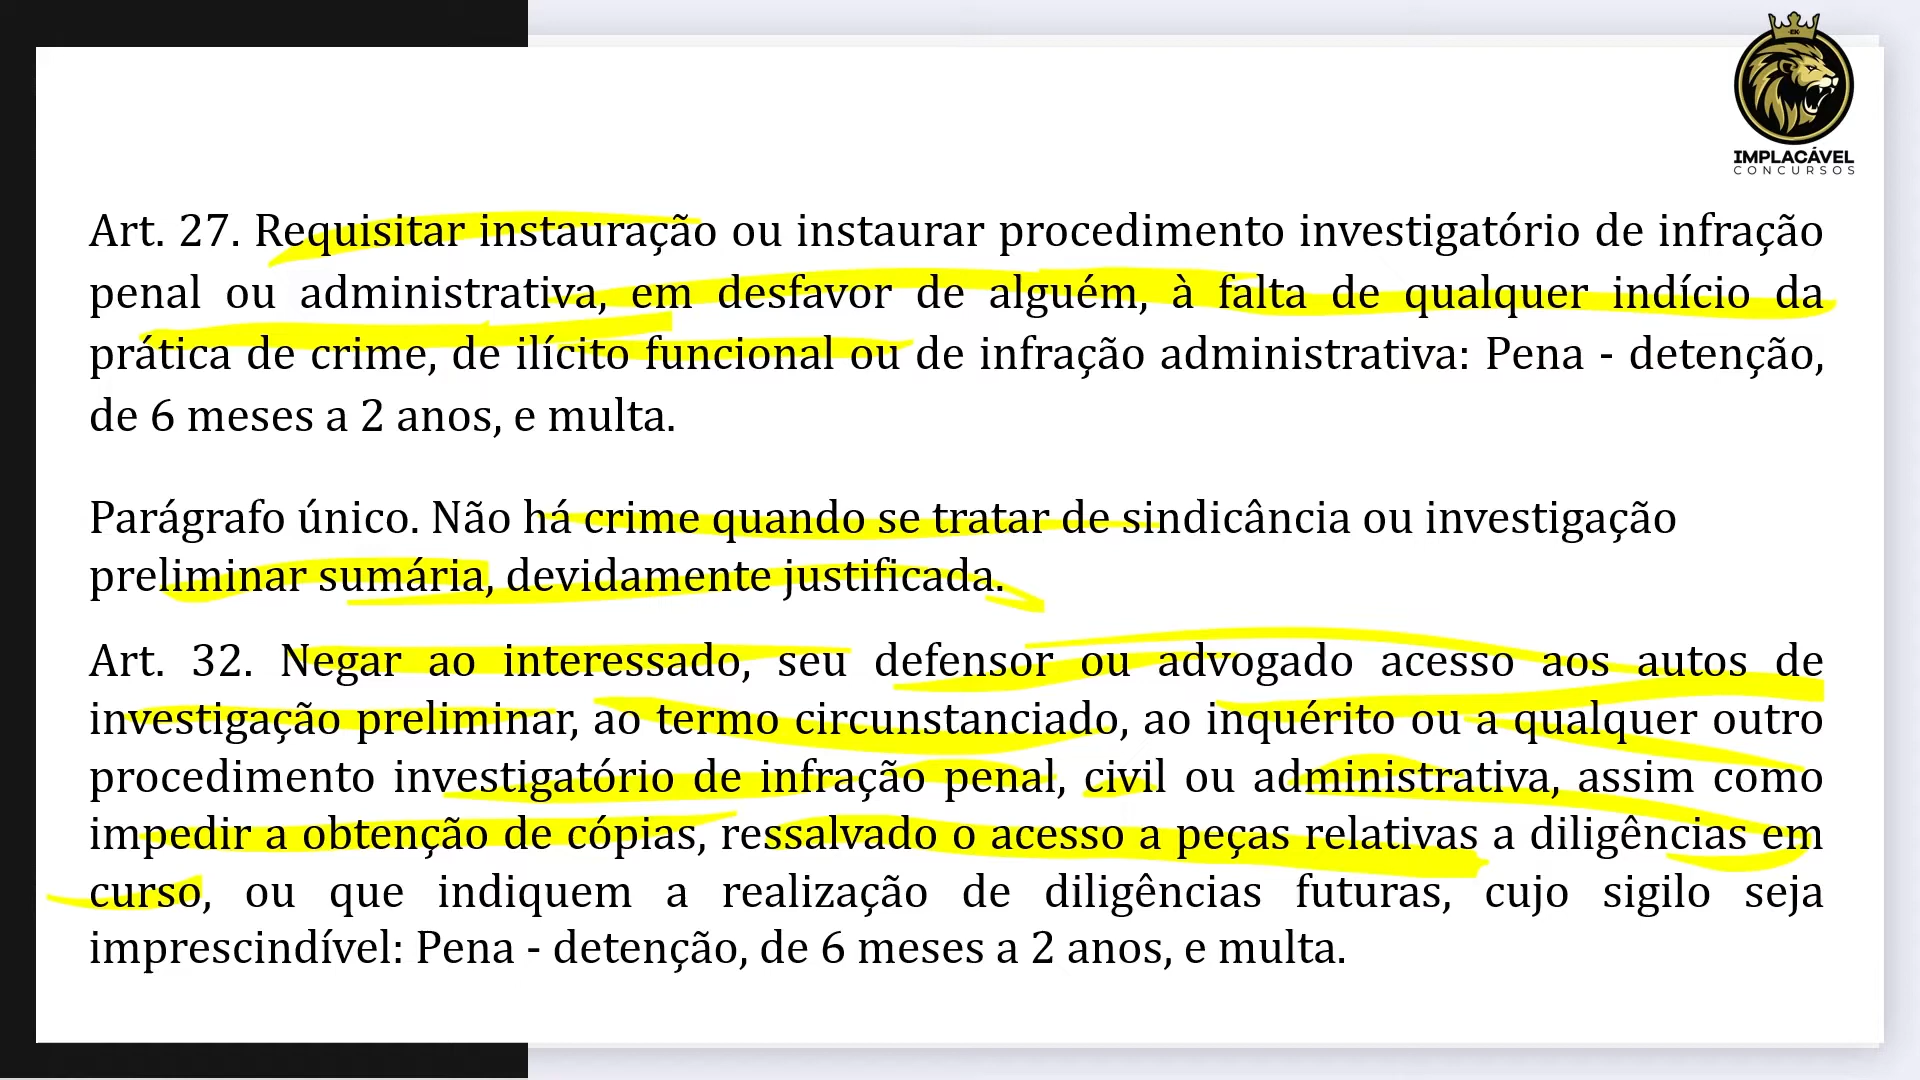 IMPLACÁVEL
CONCURSOS
Art. 27. Requisitar instauração ou instaurar procedimento investigatório de infração
penal ou administrativa, em desfavor de alguém, à falta de qualquer indício da
prática de crime, de ilícito funcional ou de infração administrativa: Pena - detenção,
de 6 meses a 2 anos, e multa.
Parágrafo único. Não há crime quando se tratar de sindicância ou investigação
preliminar sumária, devidamente justificada.
Art. 32. Negar ao interessado, seu defensor ou advogado acesso aos autos de
investigação preliminar, ao termo circunstanciado, ao inquérito ou a qualquer outro
procedimento investigatório de infração penal, civil ou administrativa, assim como
impedir a obtenção de cópias, ressalvado o acesso a peças relativas a diligências em
curso, ou que indiquem a realização de diligências futuras, cujo sigilo seja
imprescindível: Pena - detenção, de 6 meses a 2 anos, e multa.